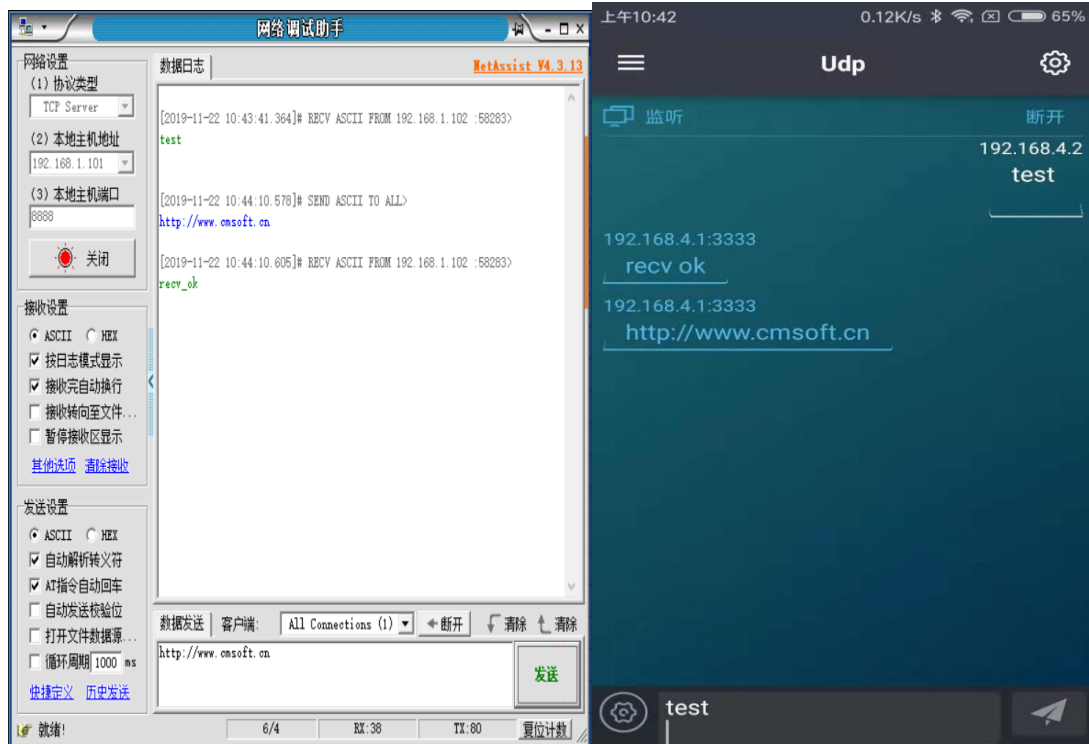 网络调试助手
网络设置
(1) 协议类型
TCP Server
(2) 本地主机地址
192.168.1.101
(3) 本地主机端口
8888
关闭
接收设置
ASCII HEX
按日志模式显示
接收完自动换行
接收转向至文件...
暂停接收区显示
其他选项 清除接收
发送设置
ASCII HEX
自动解析转义符
AT指令自动回车
自动发送校验位
打开文件数据源...
循环周期 1000 ms
快捷定义 历史发送
就绪!
数据日志
NetAssist V4.3.13
[2019-11-22 10:43:41.364]# RECV ASCII FROM 192.168.1.102 :58283>
test
[2019-11-22 10:44:10.578]# SEND ASCII TO ALL>
http://www.cmsoft.cn
[2019-11-22 10:44:10.605]# RECV ASCII FROM 192.168.1.102 :58283>
recv_ok
数据发送 客户端: All Connections (1) 断开 清除 清除
http://www.cmsoft.cn
发送
6/4 RX:38 TX:80 复位计数
上午10:42 0.12K/s 65%
Udp
监听 断开
192.168.4.2
test
192.168.4.1:3333
recv ok
192.168.4.1:3333
http://www.cmsoft.cn
test